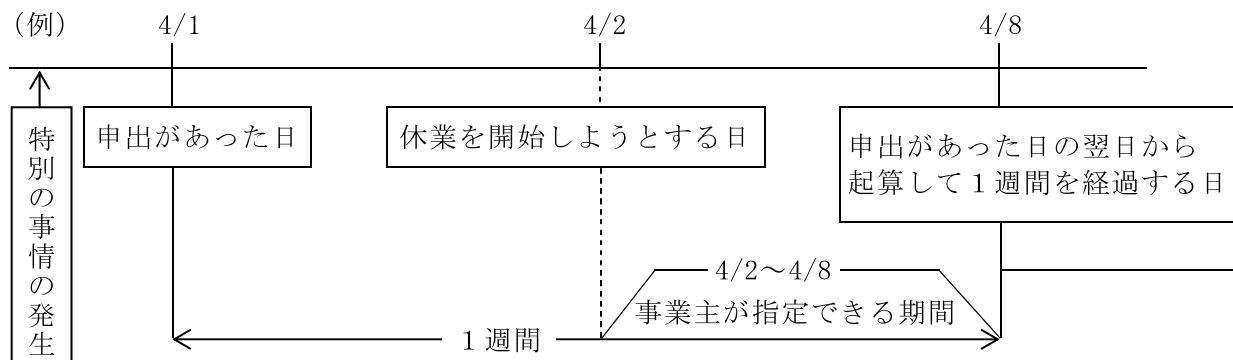 (例)
4/1
4/2
4/8
特別の事情の発生
申出があった日
休業を開始しようとする日
申出があった日の翌日から
起算して1週間を経過する日
4/2~4/8
事業主が指定できる期間
1週間